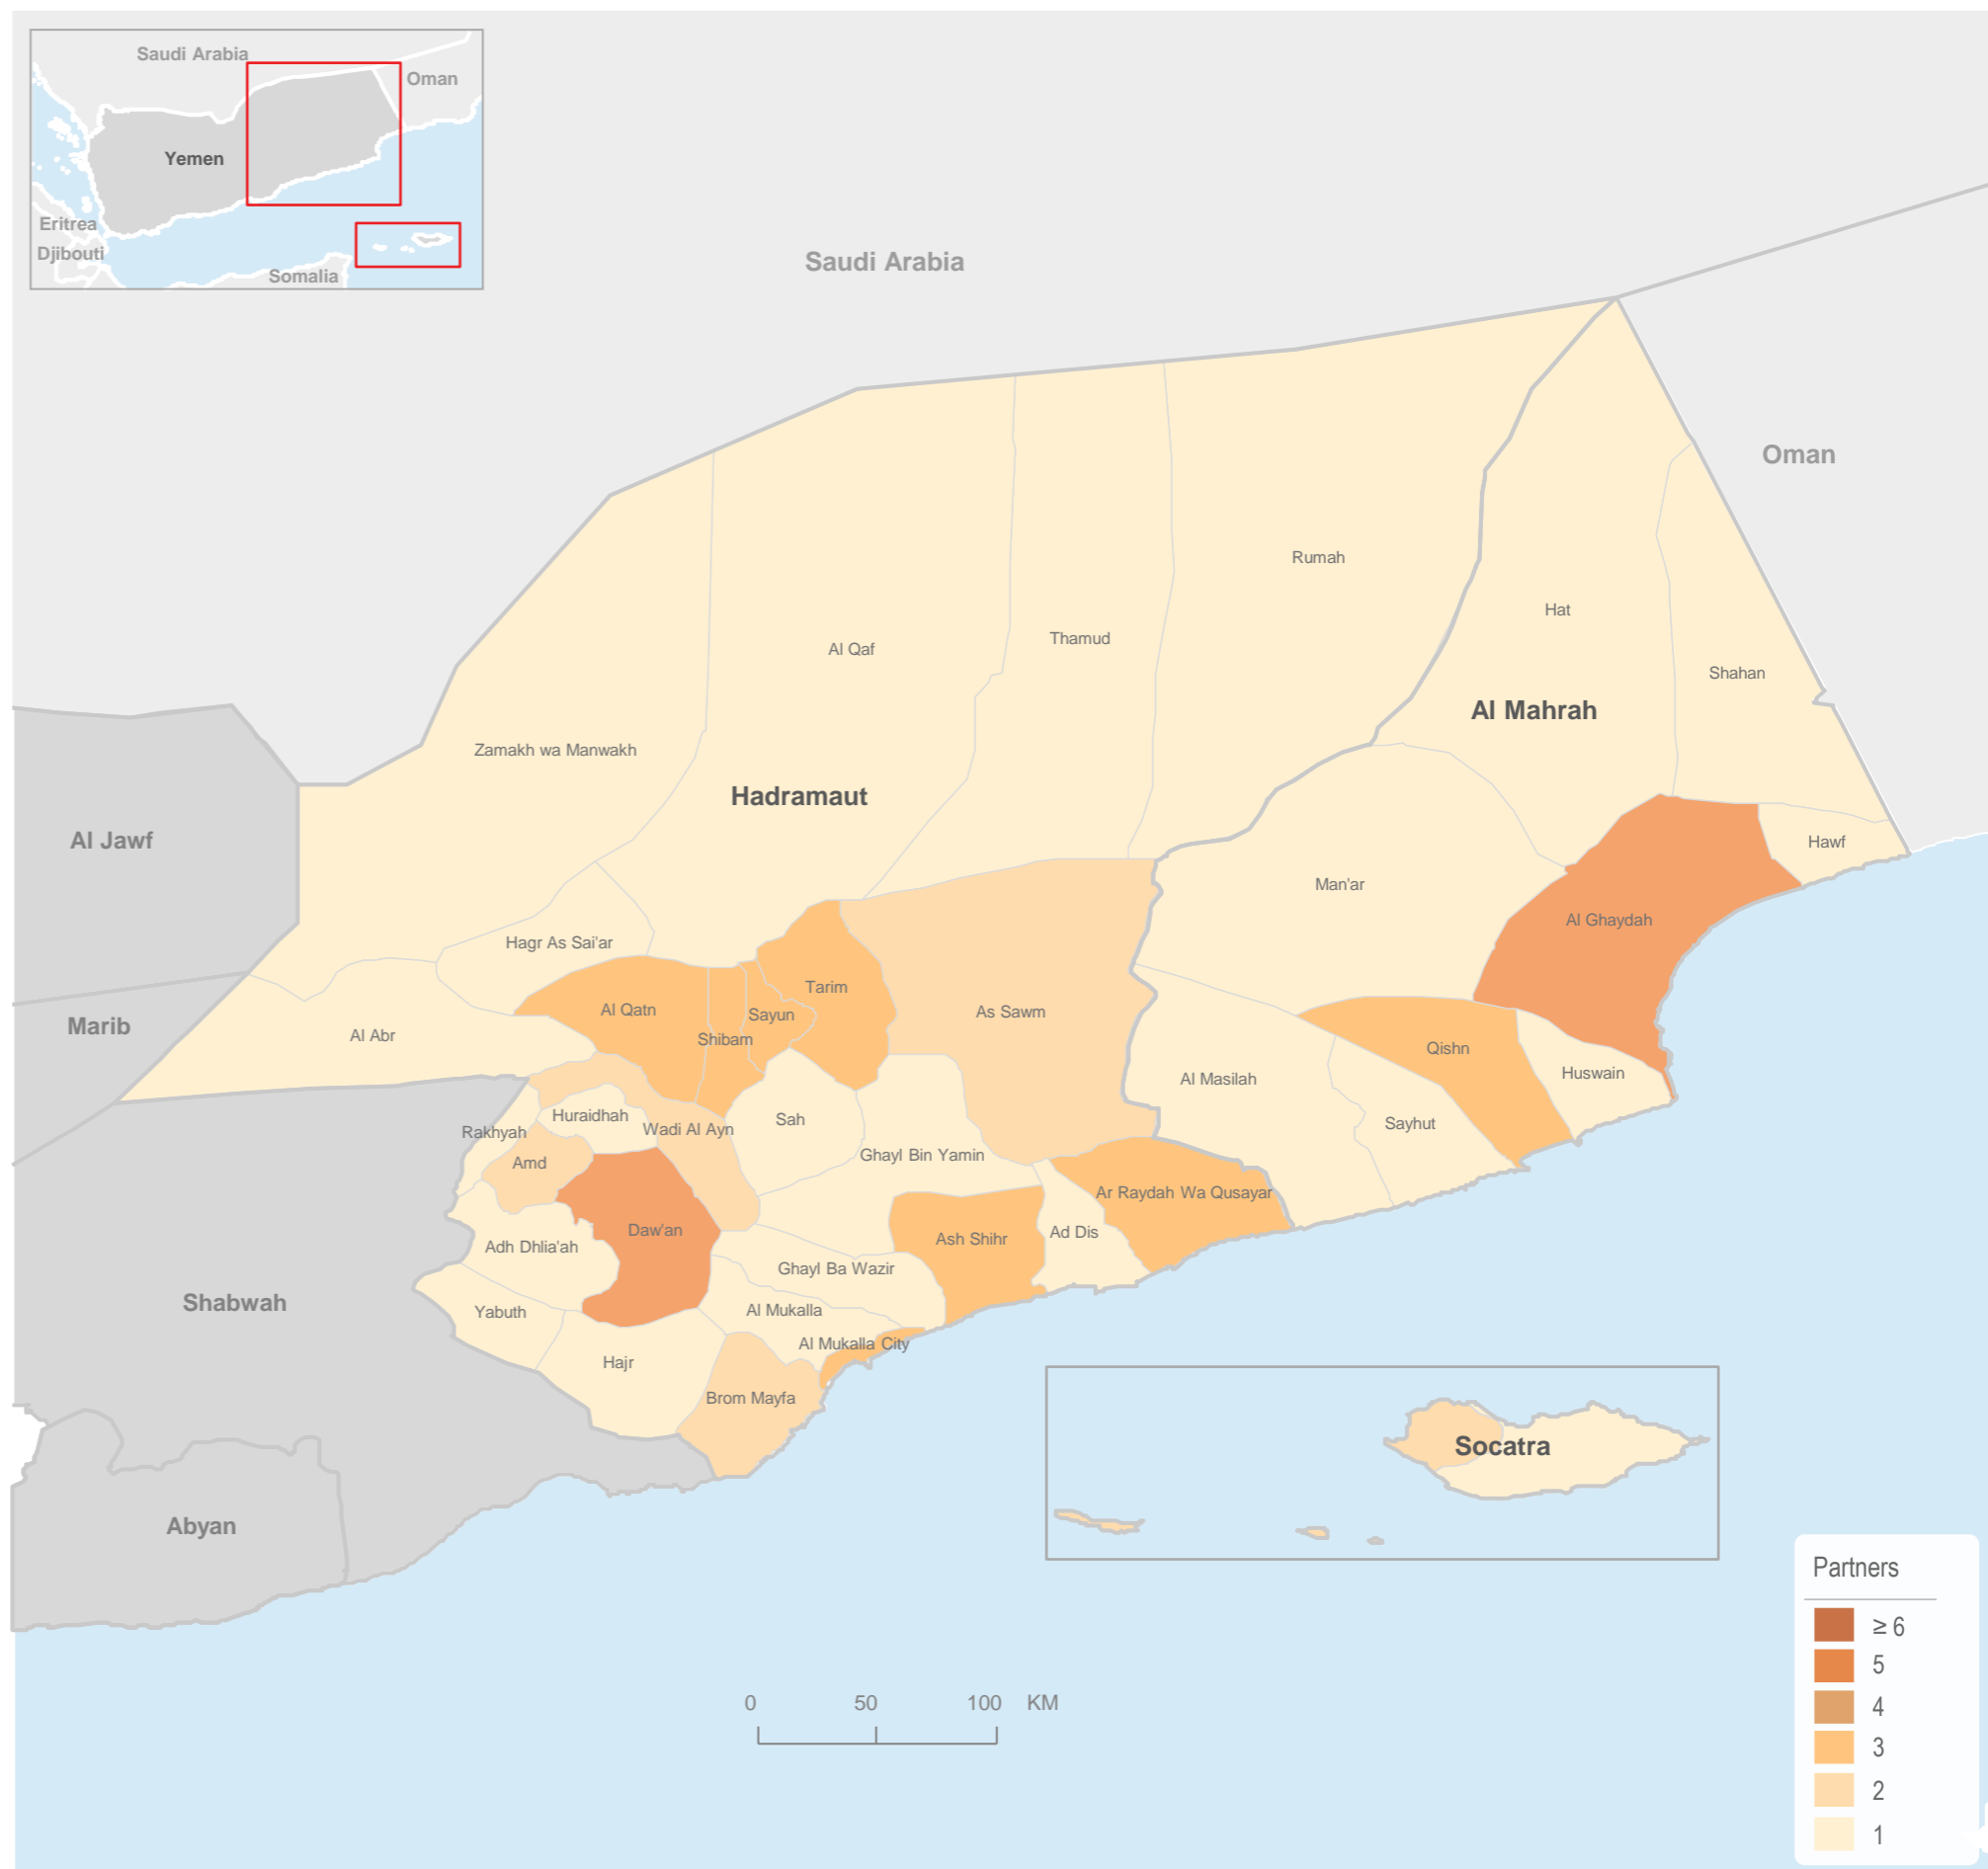 Saudi Arabia
Oman
Yemen
Eritrea
Djibouti
Somalia
Saudi Arabia
Oman
Rumah
Hat
Thamud
Al Qaf
Shahan
Al Mahrah
Zamakh wa Manwakh
Hadramaut
Al Jawf
Hawf
Man'ar
Al Ghaydah
Hagr As Sai'ar
Tarim
Al Qatn
Sayun
As Sawm
Marib
Al Abr
Shibam
Qishn
Huswain
Al Masilah
Huraidhah
Sah
Sayhut
Rakhyah
Wadi Al Ayn
Amd
Ghayl Bin Yamin
Ar Raydah Wa Qusayar
Daw'an
Ad Dis
Ash Shihr
Adh Dhlia'ah
Ghayl Ba Wazir
Shabwah
Yabuth
Al Mukalla
Al Mukalla City
Hajr
Brom Mayfa
Socatra
Abyan
Partners
≥ 6
5
4
3
2
1
0 50 100 KM